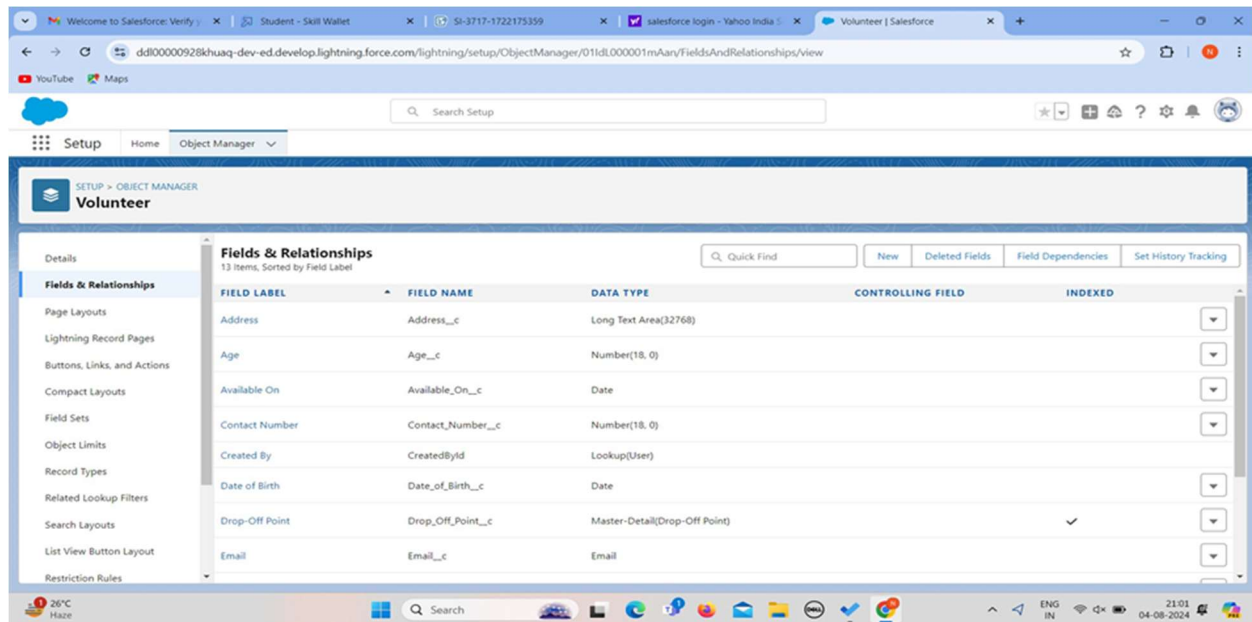 Welcome to Salesforce: Verify y
Student - Skill Wallet
SI-3717-1722175359
salesforce login - Yahoo India S
Volunteer | Salesforce
ddl00000928khuaq-dev-ed.develop.lightning.force.com/lightning/setup/ObjectManager/01IdL000001mAan/FieldsAndRelationships/view
N
YouTube Maps
Search Setup
Setup Home Object Manager
SETUP > OBJECT MANAGER
Volunteer
Details
Fields & Relationships
Page Layouts
Lightning Record Pages
Buttons, Links, and Actions
Compact Layouts
Field Sets
Object Limits
Record Types
Related Lookup Filters
Search Layouts
List View Button Layout
Restriction Rules
Fields & Relationships
13 Items, Sorted by Field Label
Quick Find New Deleted Fields Field Dependencies Set History Tracking
FIELD LABEL FIELD NAME DATA TYPE CONTROLLING FIELD INDEXED
Address Address__c Long Text Area(32768)
Age Age__c Number(18, 0)
Available On Available_On__c Date
Contact Number Contact_Number__c Number(18, 0)
Created By CreatedById Lookup(User)
Date of Birth Date_of_Birth__c Date
Drop-Off Point Drop_Off_Point__c Master-Detail(Drop-Off Point)
Email Email__c Email
26°C
Haze
Search
ENG
IN
21:01
04-08-2024